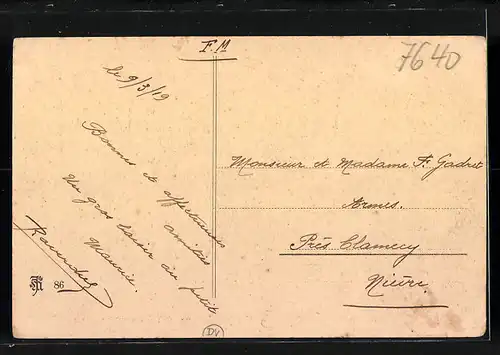 F. M
7640
le 9/3/19
Bonnes et affectueuses
amitiés
Un gros baiser au petit
Maurice.
Monsieur et Madame F. Gadret
Armes.
Près Clamecy
Nièvre
86
DV